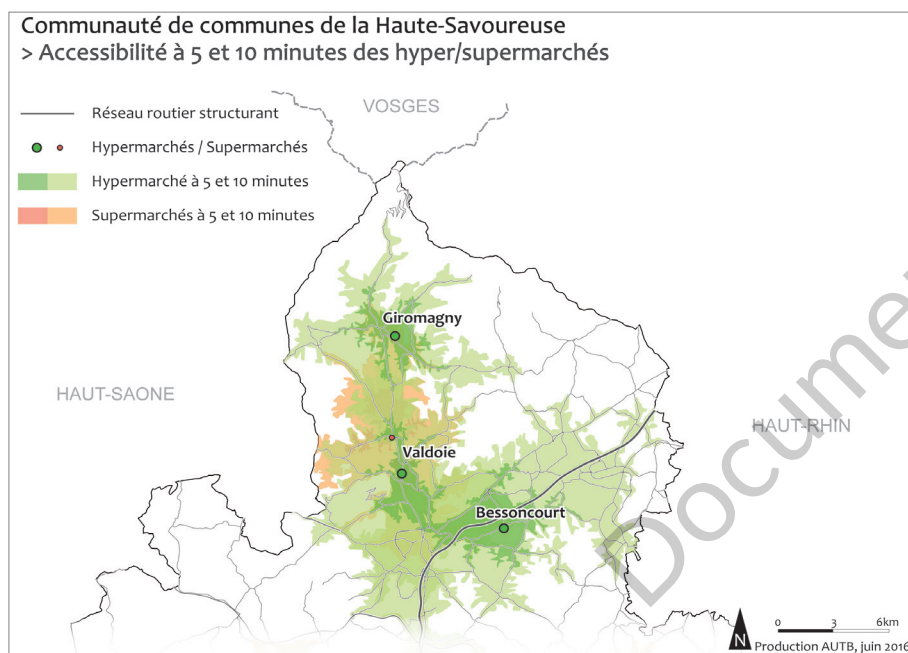 Communauté de communes de la Haute-Savoureuse
> Accessibilité à 5 et 10 minutes des hyper/supermarchés
VOSGES
Réseau routier structurant
Hypermarchés / Supermarchés
Hypermarché à 5 et 10 minutes
Supermarchés à 5 et 10 minutes
Giromagny
HAUT-SAONE
HAUT-RHIN
Valdoie
Bessoncourt
Documen
0 3 6km
N
Production AUTB, juin 2016